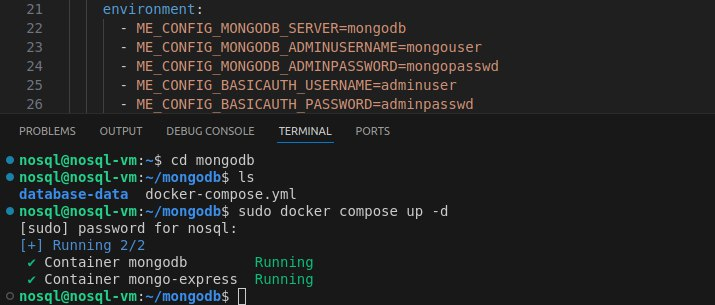 21 environment:
22 - ME_CONFIG_MONGODB_SERVER=mongodb
23 - ME_CONFIG_MONGODB_ADMINUSERNAME=mongouser
24 - ME_CONFIG_MONGODB_ADMINPASSWORD=mongopasswd
25 - ME_CONFIG_BASICAUTH_USERNAME=adminuser
26 - ME_CONFIG_BASICAUTH_PASSWORD=adminpasswd
PROBLEMS OUTPUT DEBUG CONSOLE TERMINAL PORTS
nosql@nosql-vm:~$ cd mongodb
nosql@nosql-vm:~/mongodb$ ls
database-data docker-compose.yml
nosql@nosql-vm:~/mongodb$ sudo docker compose up -d
[sudo] password for nosql:
[+] Running 2/2
✔ Container mongodb Running
✔ Container mongo-express Running
nosql@nosql-vm:~/mongodb$